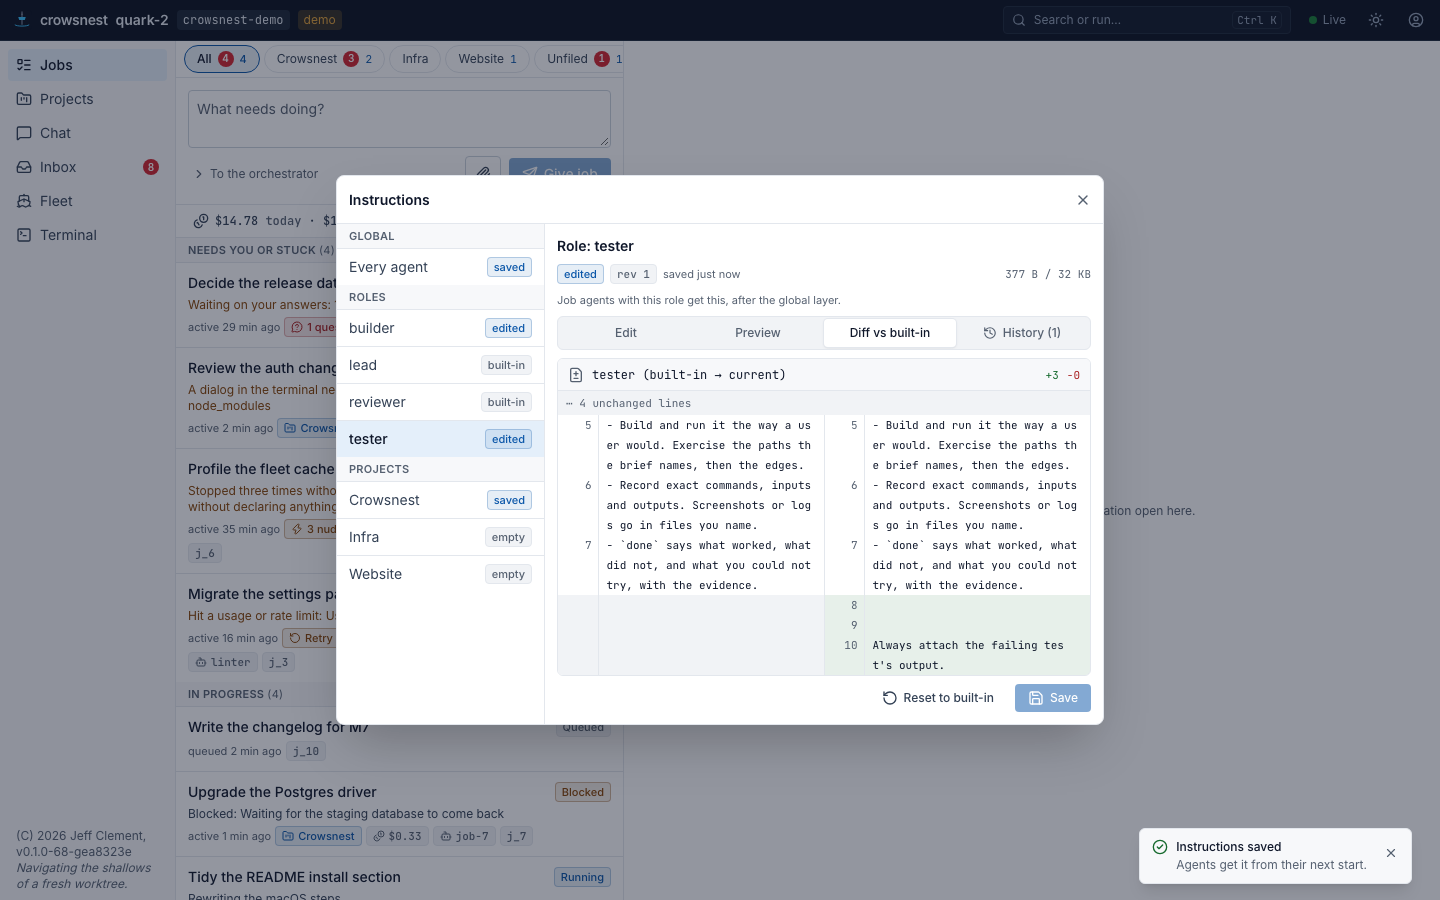 crowsnest quark-2 crowsnest-demo demo
Search or run... Ctrl K
Live
Jobs
Projects
Chat
Inbox 8
Fleet
Terminal
(C) 2026 Jeff Clement,
v0.1.0-68-gea8323e
Navigating the shallows
of a fresh worktree.
All 4 4
Crowsnest 3 2
Infra
Website 1
Unfiled 1 1
What needs doing?
To the orchestrator
Give job
$14.78 today ·
NEEDS YOU OR STUCK (4)
Decide the release
Waiting on your answers:
active 29 min ago
Review the auth
A dialog in the terminal
node_modules
active 2 min ago
Profile the fleet cache
Stopped three times
without declaring
active 35 min ago
j_6
Migrate the settings
Hit a usage or rate limit:
active 16 min ago Retry
linter j_3
IN PROGRESS (4)
Write the changelog for M7
Queued
queued 2 min ago j_10
Upgrade the Postgres driver
Blocked
Blocked: Waiting for the staging database to come back
active 1 min ago Crowsnest $0.33 job-7 j_7
Tidy the README install section
Running
Rewriting the macOS steps
open here.
Instructions
GLOBAL
Every agent saved
ROLES
builder edited
lead built-in
reviewer built-in
tester edited
PROJECTS
Crowsnest saved
Infra empty
Website empty
Role: tester
edited rev 1 saved just now
377 B / 32 KB
Job agents with this role get this, after the global layer.
Edit
Preview
Diff vs built-in
History (1)
tester (built-in → current)
+3 -0
⋯ 4 unchanged lines
5 - Build and run it the way a us
er would. Exercise the paths th
e brief names, then the edges.
6 - Record exact commands, inputs
and outputs. Screenshots or log
s go in files you name.
7 - `done` says what worked, what
did not, and what you could not
try, with the evidence.
5 - Build and run it the way a us
er would. Exercise the paths th
e brief names, then the edges.
6 - Record exact commands, inputs
and outputs. Screenshots or log
s go in files you name.
7 - `done` says what worked, what
did not, and what you could not
try, with the evidence.
8
9
10 Always attach the failing tes
t's output.
Reset to built-in
Save
Instructions saved
Agents get it from their next start.